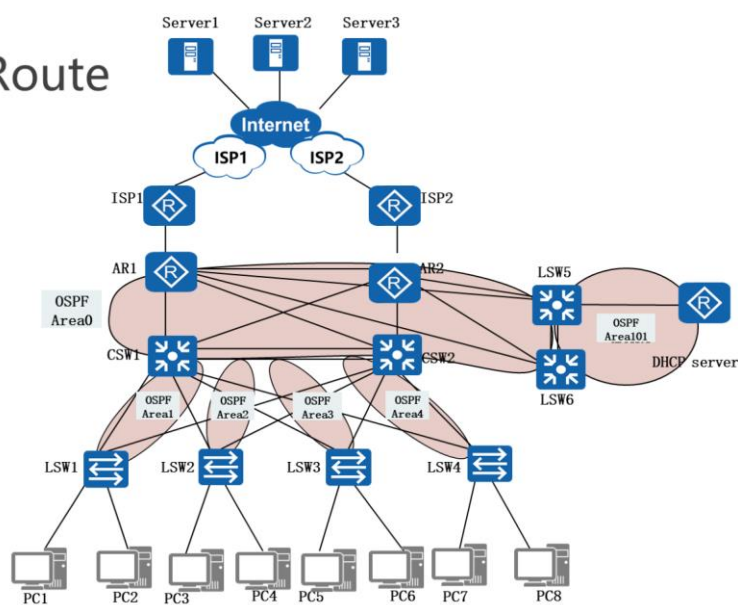 Route
Server1 Server2 Server3
Internet
ISP1 ISP2
ISP1 ISP2
AR1 AR2 LSW5
OSPF
Area0
OSPF
Area101
CSW1 CSW2 DHCP server
LSW6
OSPF
Area1
OSPF
Area2
OSPF
Area3
OSPF
Area4
LSW1 LSW2 LSW3 LSW4
PC1 PC2 PC3 PC4 PC5 PC6 PC7 PC8
R
R
R
R
R